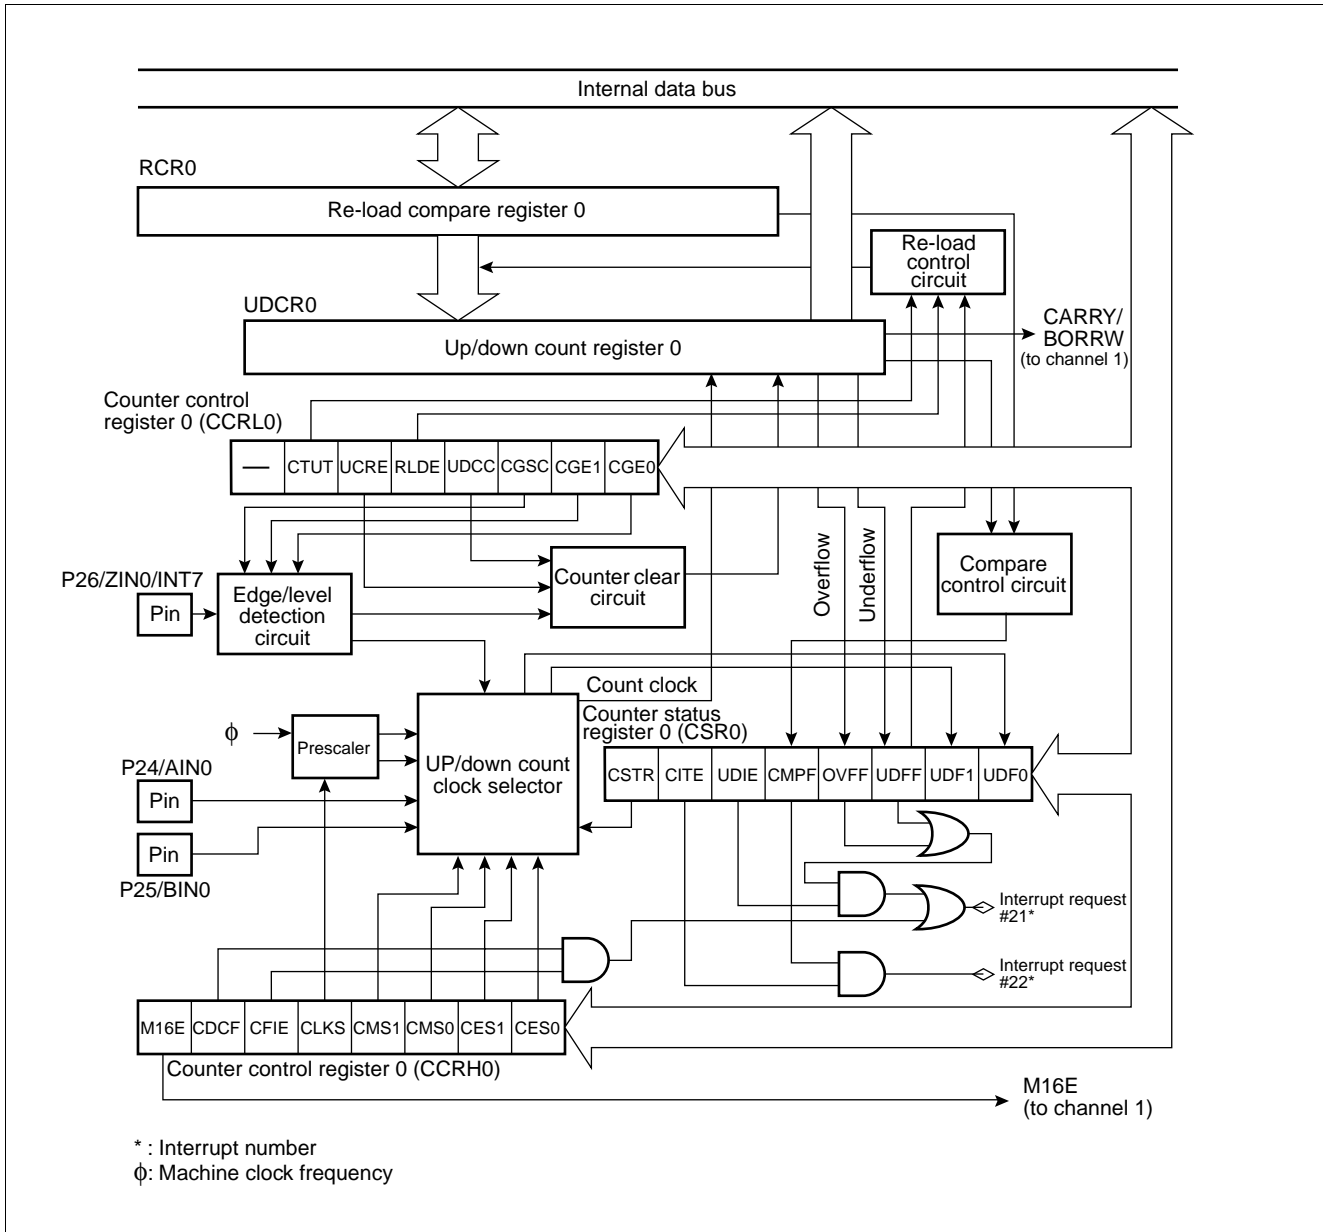 Internal data bus
RCR0
Re-load compare register 0
Re-load
control
circuit
UDCR0
Up/down count register 0
CARRY/
BORRW
(to channel 1)
Counter control
register 0 (CCRL0)
— CTUT UCRE RLDE UDCC CGSC CGE1 CGE0
Overflow
Underflow
Compare
control circuit
P26/ZIN0/INT7
Pin
Edge/level
detection
circuit
Counter clear
circuit
Count clock
Counter status
register 0 (CSR0)
ϕ
Prescaler
UP/down count
clock selector
CSTR CITE UDIE CMPF OVFF UDFF UDF1 UDF0
P24/AIN0
Pin
Pin
P25/BIN0
Interrupt request
#21*
Interrupt request
#22*
M16E CDCF CFIE CLKS CMS1 CMS0 CES1 CES0
Counter control register 0 (CCRH0)
M16E
(to channel 1)
* : Interrupt number
ϕ: Machine clock frequency